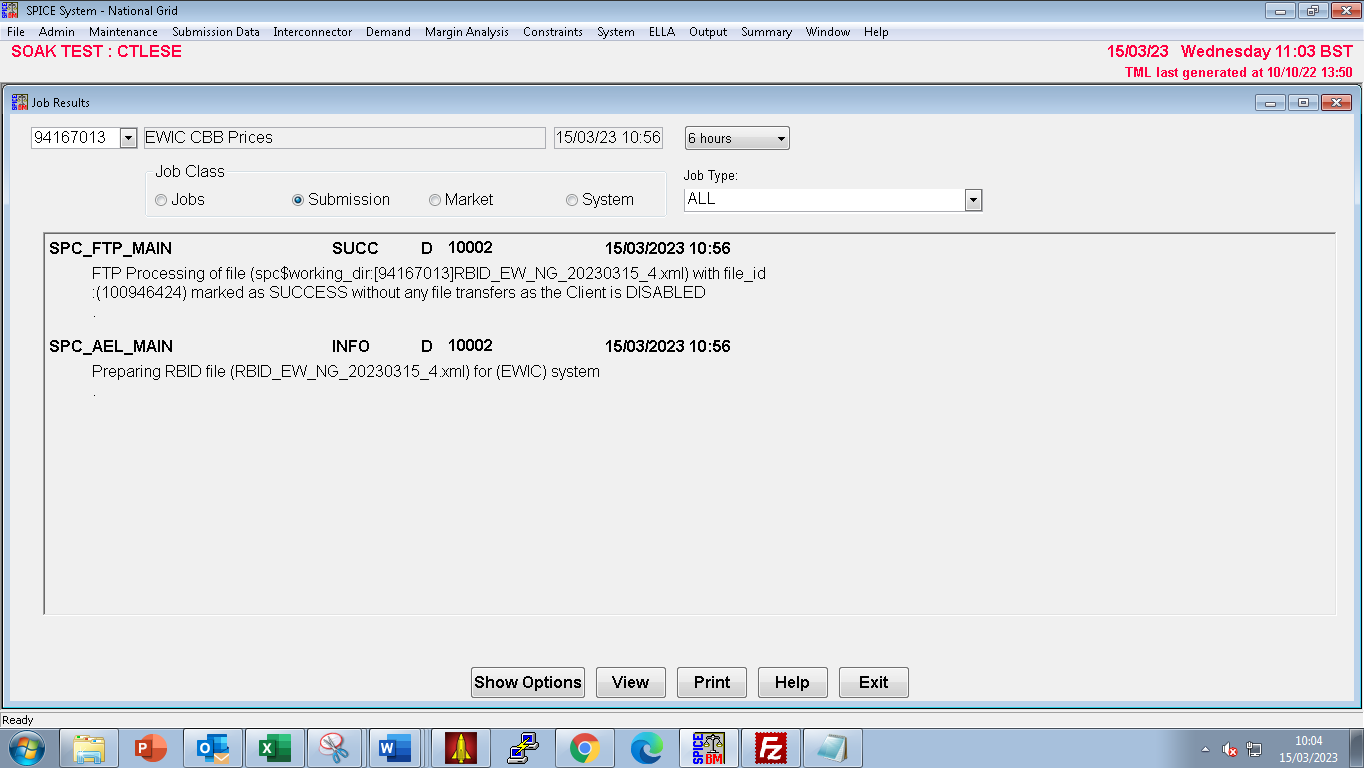 SPICE System - National Grid
File Admin Maintenance Submission Data Interconnector Demand Margin Analysis Constraints System ELLA Output Summary Window Help
SOAK TEST : CTLESE 15/03/23 Wednesday 11:03 BST
TML last generated at 10/10/22 13:50
Job Results
94167013 EWIC CBB Prices 15/03/23 10:56 6 hours
Job Class Job Type:
Jobs Submission Market System ALL
SPC_FTP_MAIN SUCC D 10002 15/03/2023 10:56
FTP Processing of file (spc$working_dir:[94167013]RBID_EW_NG_20230315_4.xml) with file_id
:(100946424) marked as SUCCESS without any file transfers as the Client is DISABLED
.
SPC_AEL_MAIN INFO D 10002 15/03/2023 10:56
Preparing RBID file (RBID_EW_NG_20230315_4.xml) for (EWIC) system
.
Show Options View Print Help Exit
Ready
10:04
15/03/2023